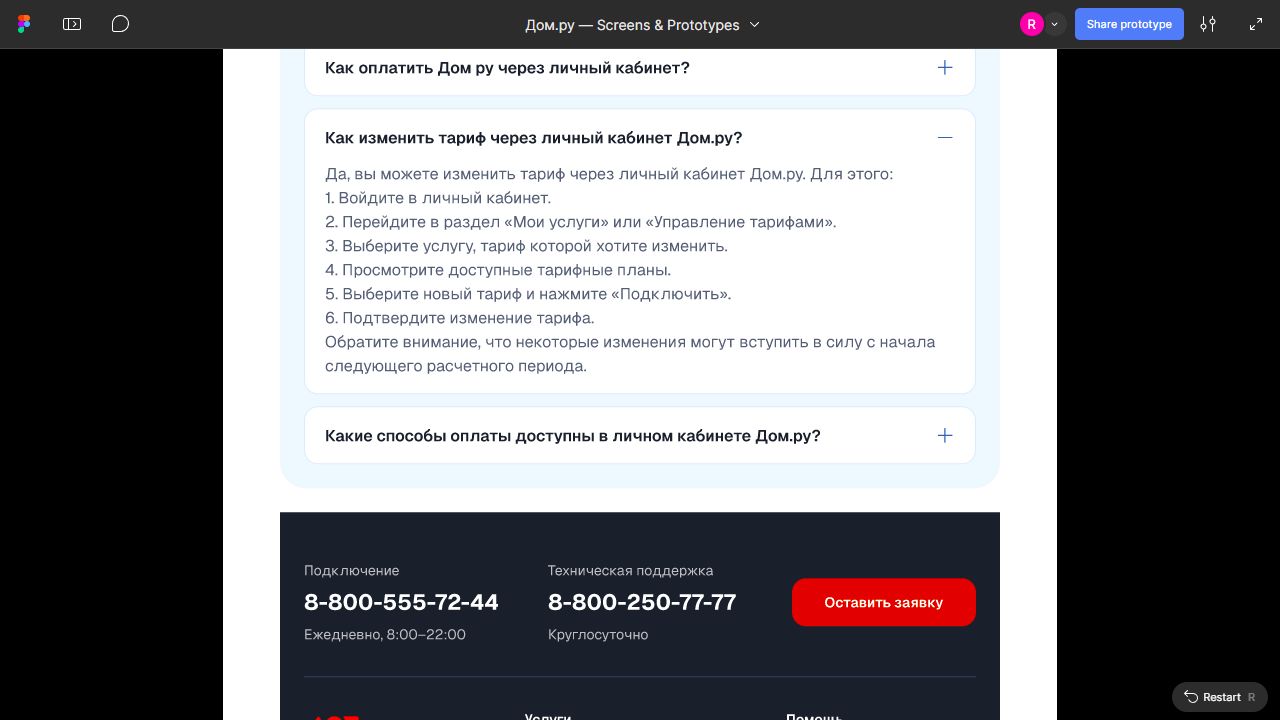 Дом.ру — Screens & Prototypes
R
Share prototype
Как оплатить Дом ру через личный кабинет?
Как изменить тариф через личный кабинет Дом.ру?
Да, вы можете изменить тариф через личный кабинет Дом.ру. Для этого:
1. Войдите в личный кабинет.
2. Перейдите в раздел «Мои услуги» или «Управление тарифами».
3. Выберите услугу, тариф которой хотите изменить.
4. Просмотрите доступные тарифные планы.
5. Выберите новый тариф и нажмите «Подключить».
6. Подтвердите изменение тарифа.
Обратите внимание, что некоторые изменения могут вступить в силу с начала
следующего расчетного периода.
Какие способы оплаты доступны в личном кабинете Дом.ру?
Подключение
8-800-555-72-44
Ежедневно, 8:00–22:00
Техническая поддержка
8-800-250-77-77
Круглосуточно
Оставить заявку
Услуги
Помощь
Restart R